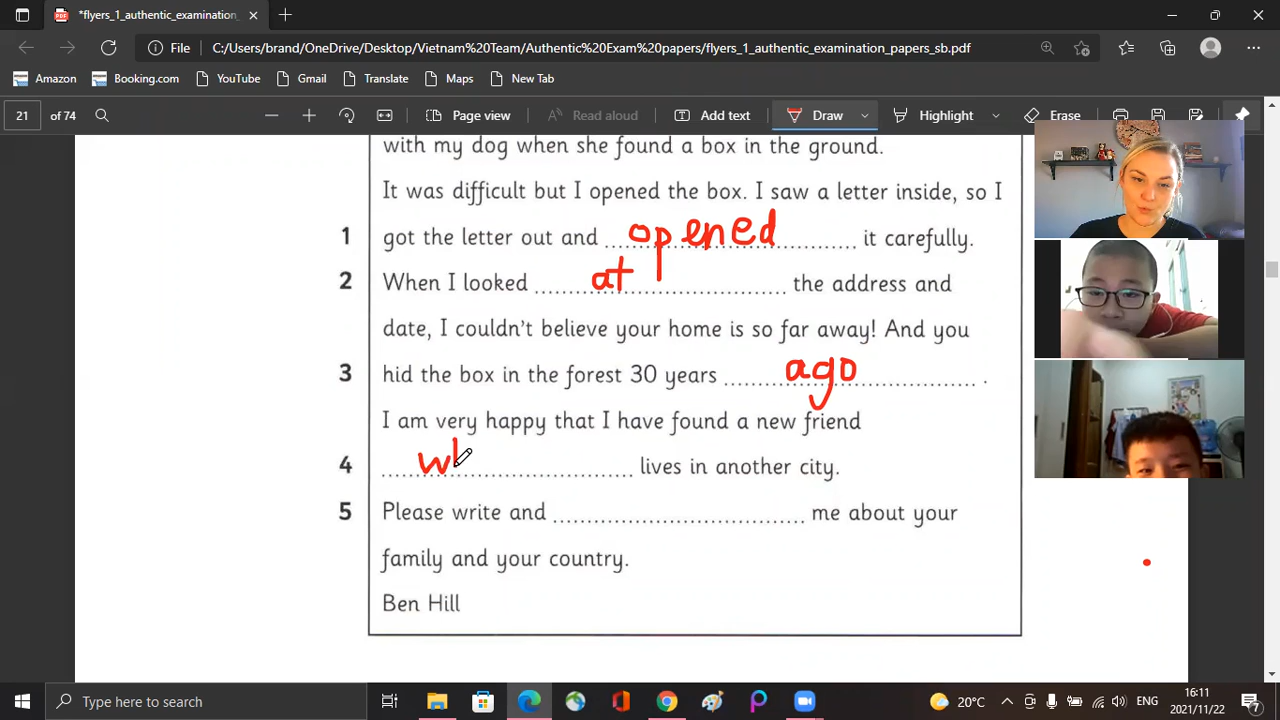 *flyers_1_authentic_examination_
File C:/Users/brand/OneDrive/Desktop/Vietnam%20Team/Authentic%20Exam%20papers/flyers_1_authentic_examination_papers_sb.pdf
Amazon Booking.com YouTube Gmail Translate Maps New Tab
21 of 74 Page view Read aloud Add text Draw Highlight Erase
with my dog when she found a box in the ground.
It was difficult but I opened the box. I saw a letter inside, so I
1 got the letter out and opened it carefully.
2 When I looked at the address and
date, I couldn't believe your home is so far away! And you
3 hid the box in the forest 30 years ago .
I am very happy that I have found a new friend
4 wh lives in another city.
5 Please write and ........................................ me about your
family and your country.
Ben Hill
Type here to search 20°C ENG 16:11 2021/11/22 7